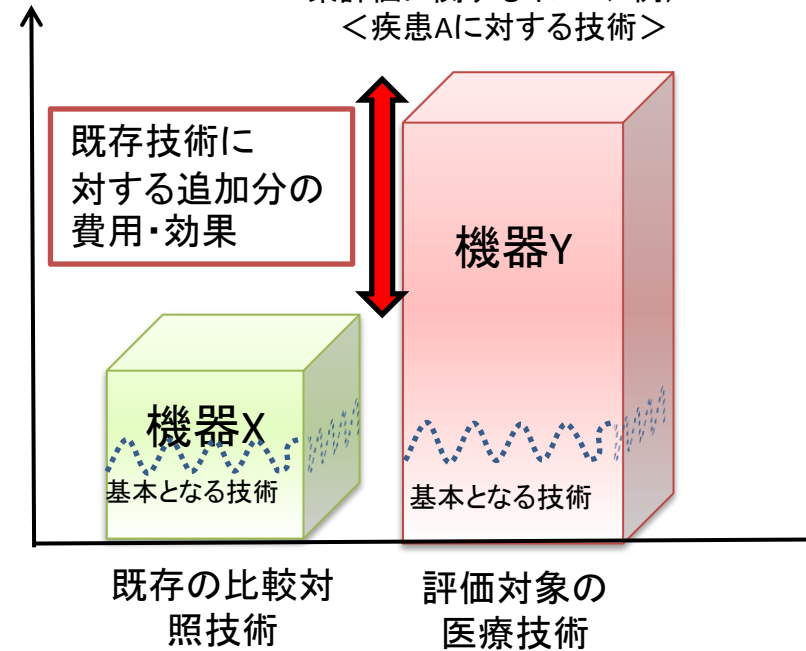 ＜疾患Aに対する技術＞
既存技術に
対する追加分の
費用・効果
機器Y
機器X
基本となる技術
基本となる技術
既存の比較対
照技術
評価対象の
医療技術